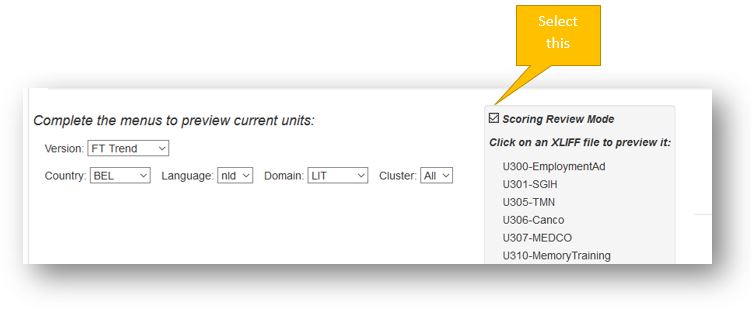 Select
this
Complete the menus to preview current units:
Version: FT Trend
Country: BEL Language: nld Domain: LIT Cluster: All
Scoring Review Mode
Click on an XLIFF file to preview it:
U300-EmploymentAd
U301-SGIH
U305-TMN
U306-Canco
U307-MEDCO
U310-MemoryTraining